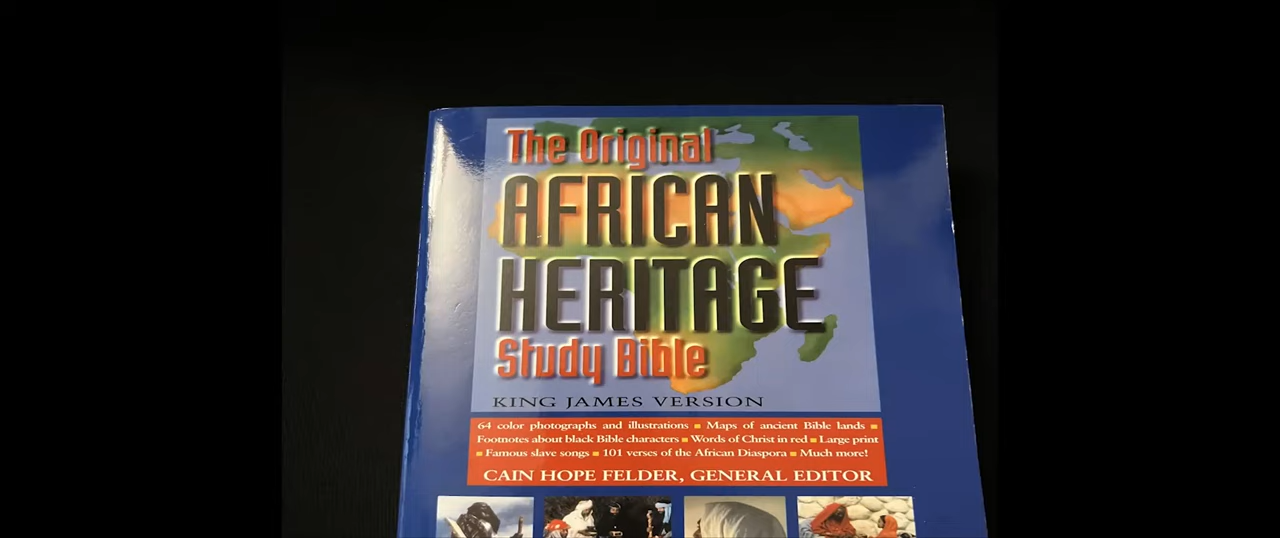 The Original
AFRICAN
HERITAGE
Study Bible
KING JAMES VERSION
64 color photographs and illustrations ■ Maps of ancient Bible lands ■
Footnotes about black Bible characters ■ Words of Christ in red ■ Large print
■ Famous slave songs ■ 101 verses of the African Diaspora ■ Much more!
CAIN HOPE FELDER, GENERAL EDITOR